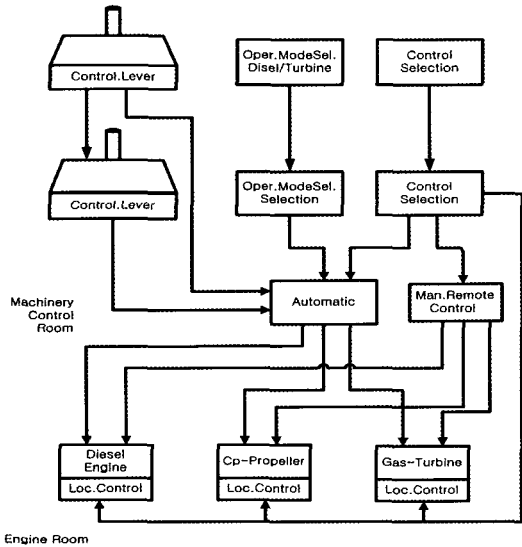 Control.Lever
Oper.ModeSel.
Disel/Turbine
Control
Selection
Control.Lever
Oper.ModeSel.
Selection
Control
Selection
Machinery
Control
Room
Automatic
Man.Remote
Control
Diesel
Engine
Loc.Control
Cp-Propeller
Loc.Control
Gas-Turbine
Loc.Control
Engine Room